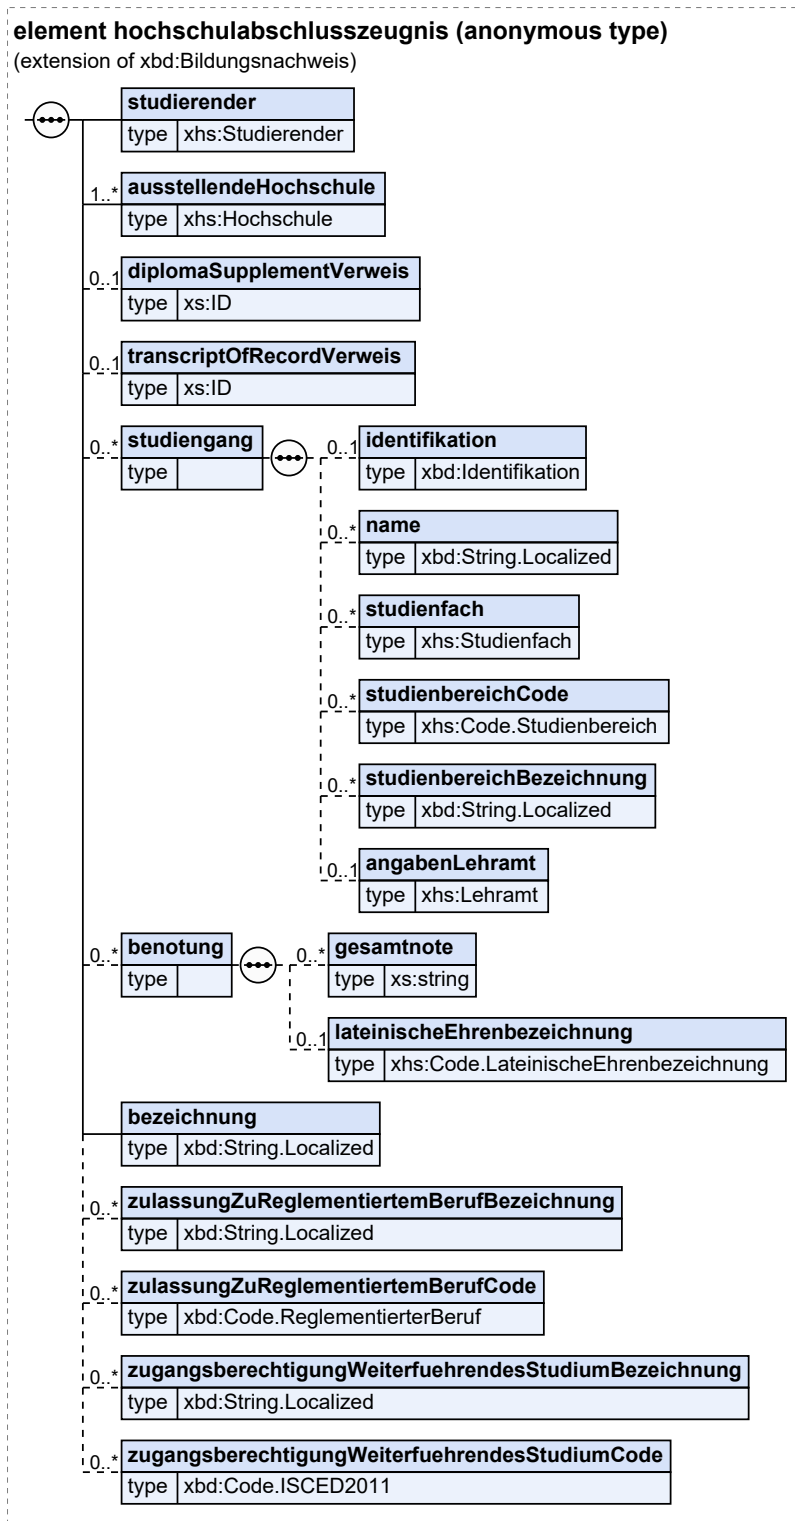 element hochschulabschlusszeugnis (anonymous type)
(extension of xbd:Bildungsnachweis)
studierender
type xhs:Studierender
1..* ausstellendeHochschule
type xhs:Hochschule
0..1 diplomaSupplementVerweis
type xs:ID
0..1 transcriptOfRecordVerweis
type xs:ID
0..* studiengang
type
0..1 identifikation
type xbd:Identifikation
0..* name
type xbd:String.Localized
0..* studienfach
type xhs:Studienfach
0..* studienbereichCode
type xhs:Code.Studienbereich
0..* studienbereichBezeichnung
type xbd:String.Localized
0..1 angabenLehramt
type xhs:Lehramt
0..* benotung
type
0..* gesamtnote
type xs:string
0..1 lateinischeEhrenbezeichnung
type xhs:Code.LateinischeEhrenbezeichnung
bezeichnung
type xbd:String.Localized
0..* zulassungZuReglementiertemBerufBezeichnung
type xbd:String.Localized
0..* zulassungZuReglementiertemBerufCode
type xbd:Code.ReglementierterBeruf
0..* zugangsberechtigungWeiterfuehrendesStudiumBezeichnung
type xbd:String.Localized
0..* zugangsberechtigungWeiterfuehrendesStudiumCode
type xbd:Code.ISCED2011